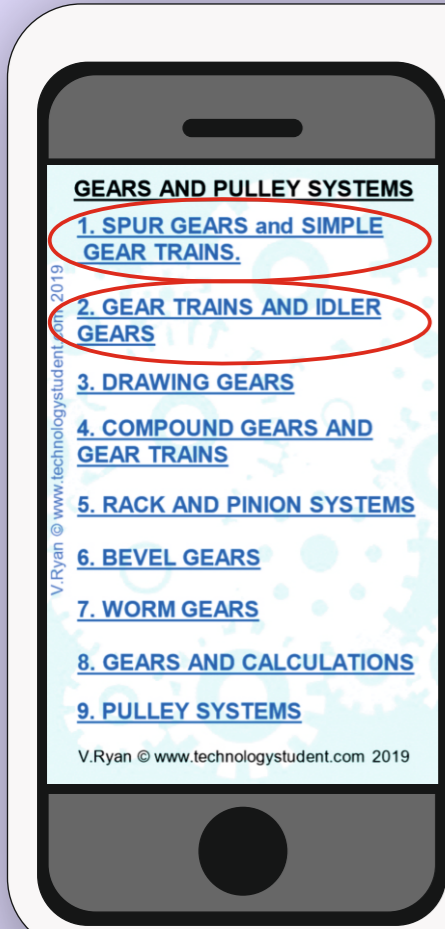 GEARS AND PULLEY SYSTEMS
1. SPUR GEARS and SIMPLE
GEAR TRAINS.
2. GEAR TRAINS AND IDLER
GEARS
3. DRAWING GEARS
4. COMPOUND GEARS AND
GEAR TRAINS
5. RACK AND PINION SYSTEMS
6. BEVEL GEARS
7. WORM GEARS
8. GEARS AND CALCULATIONS
9. PULLEY SYSTEMS
V.Ryan © www.technologystudent.com 2019
V.Ryan © www.technologystudent.com 2019